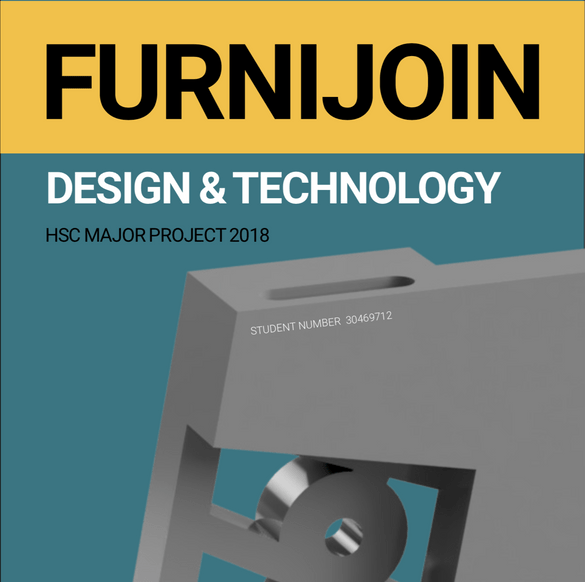 FURNIJOIN
DESIGN & TECHNOLOGY
HSC MAJOR PROJECT 2018
STUDENT NUMBER 30469712